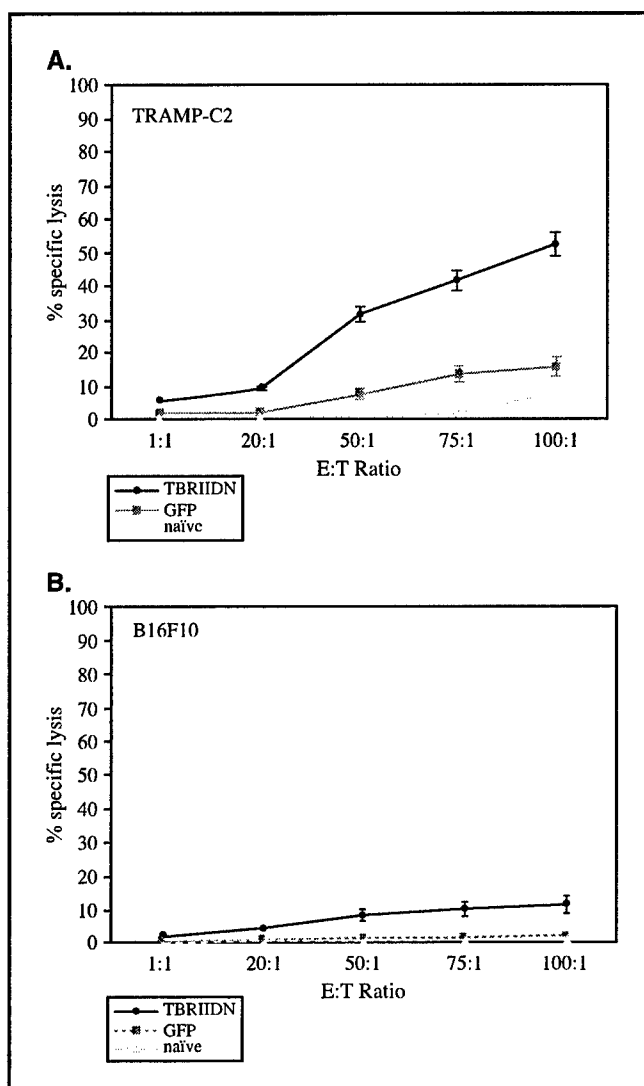 A.
TRAMP-C2
% specific lysis
100
90
80
70
60
50
40
30
20
10
0
1:1 20:1 50:1 75:1 100:1
E:T Ratio
TBRIIDN
GFP
naïve
B.
B16F10
% specific lysis
100
90
80
70
60
50
40
30
20
10
0
1:1 20:1 50:1 75:1 100:1
E:T Ratio
TBRIIDN
GFP
naïve